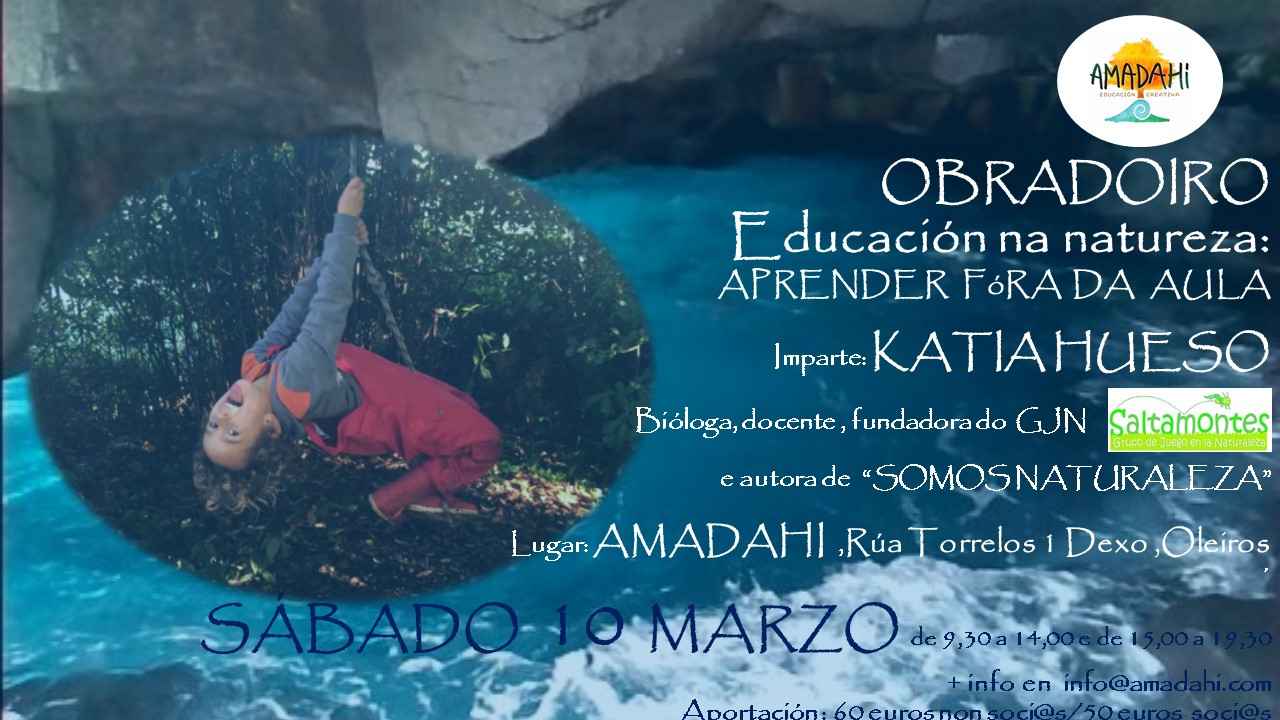 AMADAHi
EDUCACIÓN CREATIVA
OBRADOIRO
Educación na natureza:
APRENDER FóRA DA AULA
Imparte: KATIA HUESO
Bióloga, docente , fundadora do GJN
Saltamontes
Grupo de Juego en la Naturaleza
e autora de “SOMOS NATURALEZA”
Lugar: AMADAHI ,Rúa Torrelos 1 Dexo ,Oleiros
,
SÁBADO 10 MARZO de 9,30 a 14,00 e de 15,00 a 19,30
+ info en info@amadahi.com
Aportación : 60 euros non soci@s/50 euros soci@s